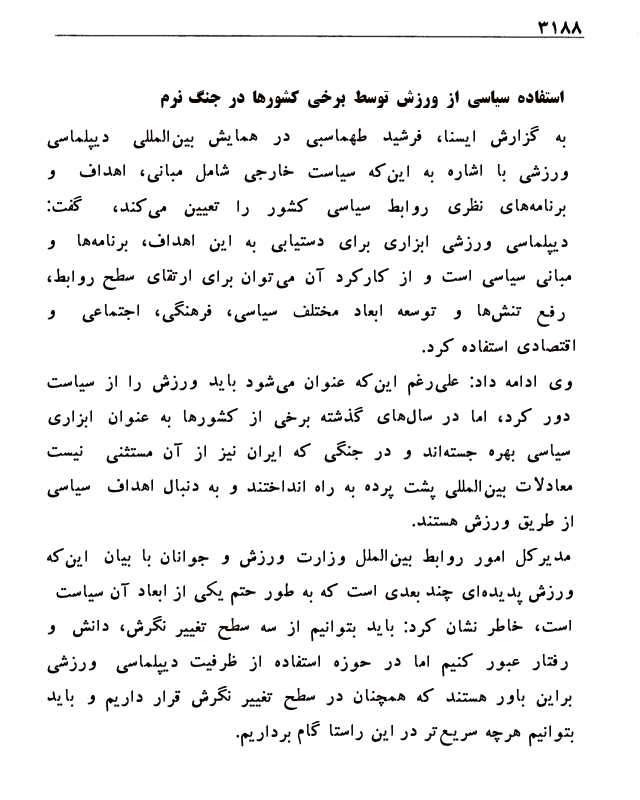 ۳۱۸۸
استفاده سیاسی از ورزش توسط برخی کشورها در جنگ نرم
به گزارش ایسنا، فرشید طهماسبی در همایش بین‌المللی دیپلماسی
ورزشی با اشاره به این‌که سیاست خارجی شامل مبانی، اهداف و
برنامه‌های نظری روابط سیاسی کشور را تعیین می‌کند، گفت:
دیپلماسی ورزشی ابزاری برای دستیابی به این اهداف، برنامه‌ها و
مبانی سیاسی است و از کارکرد آن می‌توان برای ارتقای سطح روابط،
رفع تنش‌ها و توسعه ابعاد مختلف سیاسی، فرهنگی، اجتماعی و
اقتصادی استفاده کرد.
وی ادامه داد: علی‌رغم این‌که عنوان می‌شود باید ورزش را از سیاست
دور کرد، اما در سال‌های گذشته برخی از کشورها به عنوان ابزاری
سیاسی بهره جسته‌اند و در جنگی که ایران نیز از آن مستثنی نیست
معادلات بین‌المللی پشت پرده به راه انداختند و به دنبال اهداف سیاسی
از طریق ورزش هستند.
مدیرکل امور روابط بین‌الملل وزارت ورزش و جوانان با بیان این‌که
ورزش پدیده‌ای چند بعدی است که به طور حتم یکی از ابعاد آن سیاست
است، خاطر نشان کرد: باید بتوانیم از سه سطح تغییر نگرش، دانش و
رفتار عبور کنیم اما در حوزه استفاده از ظرفیت دیپلماسی ورزشی
براین باور هستند که همچنان در سطح تغییر نگرش قرار داریم و باید
بتوانیم هرچه سریع‌تر در این راستا گام برداریم.